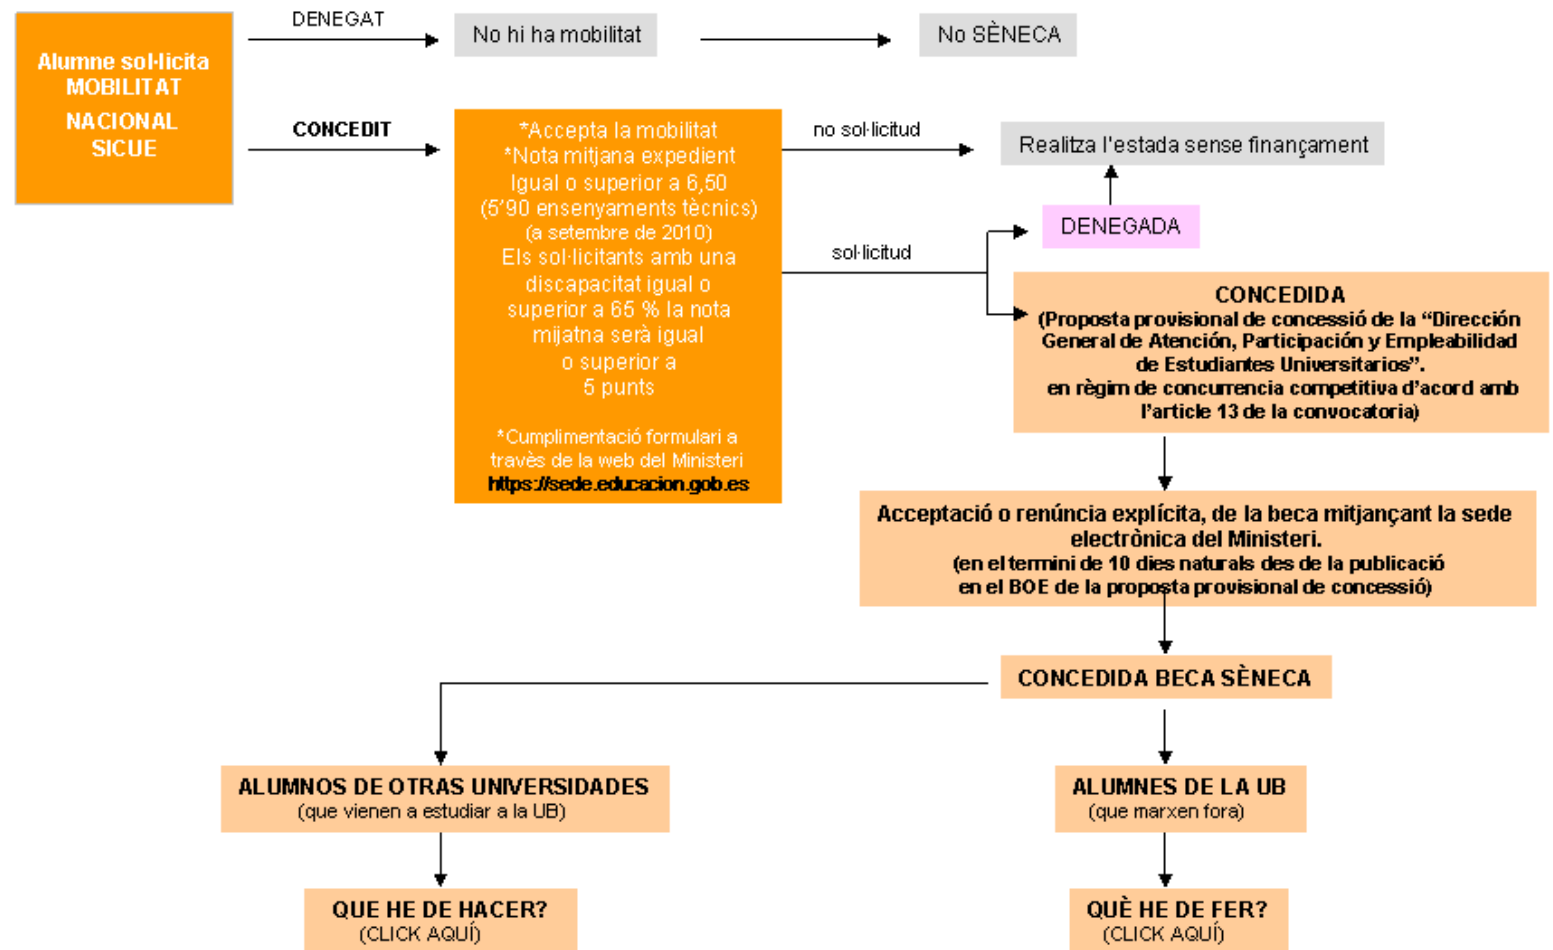 DENEGAT
No hi ha mobilitat
No SÈNECA
Alumne sol·licita
MOBILITAT
NACIONAL
SICUE
CONCEDIT
*Accepta la mobilitat
*Nota mitjana expedient
Igual o superior a 6,50
(5'90 ensenyaments tècnics)
(a setembre de 2010)
Els sol·licitants amb una
discapacitat igual o
superior a 65 % la nota
mijatna serà igual
o superior a
5 punts
*Cumplimentació formulari a
travès de la web del Ministeri
https://sede.educacion.gob.es
no sol·licitud
Realitza l'estada sense finançament
sol·licitud
DENEGADA
CONCEDIDA
(Proposta provisional de concessió de la “Dirección
General de Atención, Participación y Empleabilidad
de Estudiantes Universitarios”.
en règim de concurrencia competitiva d'acord amb
l'article 13 de la convocatoria)
Acceptació o renúncia explícita, de la beca mitjançant la sede
electrònica del Ministeri.
(en el termini de 10 dies naturals des de la publicació
en el BOE de la proposta provisional de concessió)
CONCEDIDA BECA SÈNECA
ALUMNOS DE OTRAS UNIVERSIDADES
(que vienen a estudiar a la UB)
ALUMNES DE LA UB
(que marxen fora)
QUE HE DE HACER?
(CLICK AQUÍ)
QUÈ HE DE FER?
(CLICK AQUÍ)